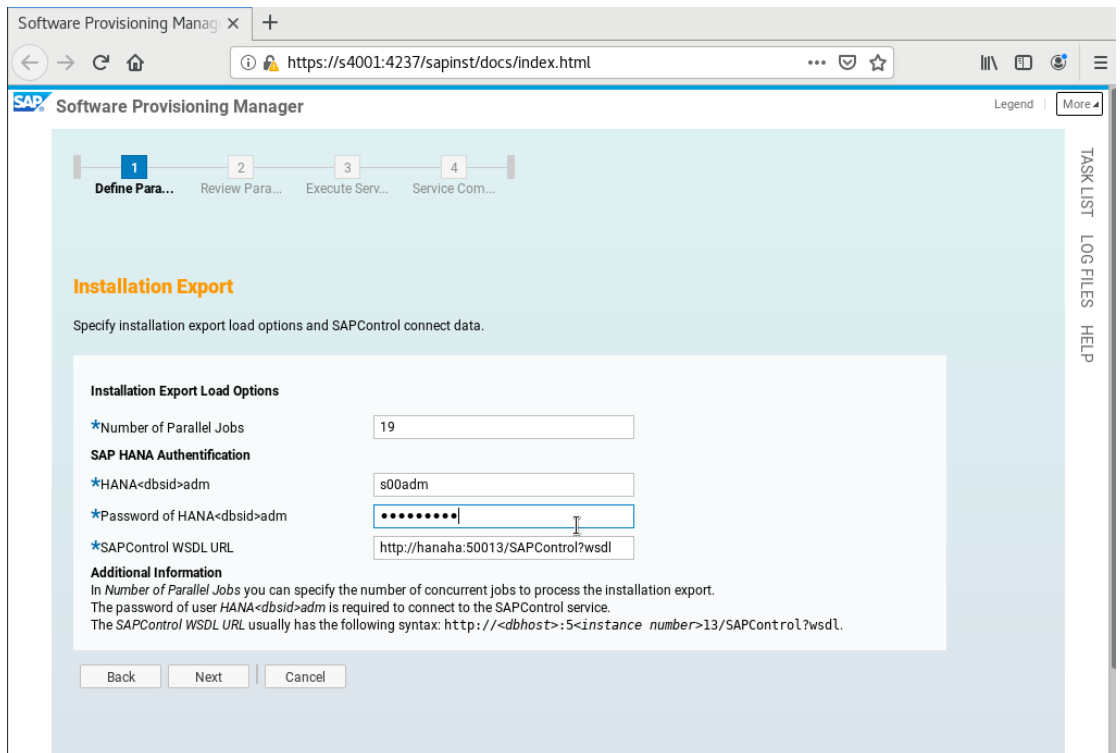 Software Provisioning Manag
https://s4001:4237/sapinst/docs/index.html
SAP Software Provisioning Manager
Legend
More
1 2 3 4
Define Para... Review Para... Execute Serv... Service Com...
TASK LIST
LOG FILES
HELP
Installation Export
Specify installation export load options and SAPControl connect data.
Installation Export Load Options
*Number of Parallel Jobs 19
SAP HANA Authentification
*HANA<dbsid>adm s00adm
*Password of HANA<dbsid>adm •••••••••
*SAPControl WSDL URL http://hanaha:50013/SAPControl?wsdl
Additional Information
In Number of Parallel Jobs you can specify the number of concurrent jobs to process the installation export.
The password of user HANA<dbsid>adm is required to connect to the SAPControl service.
The SAPControl WSDL URL usually has the following syntax: http://<dbhost>:5<instance number>13/SAPControl?wsdl.
Back Next Cancel